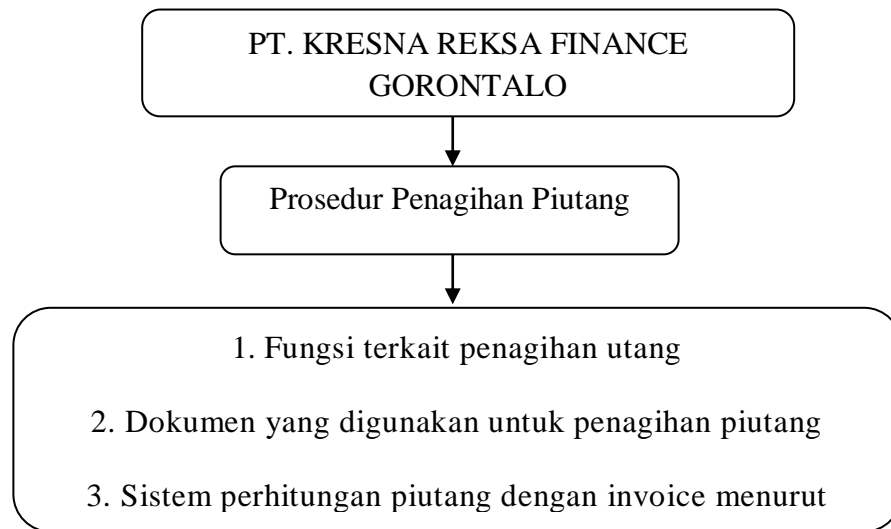 PT. KRESNA REKSA FINANCE
GORONTALO
Prosedur Penagihan Piutang
1. Fungsi terkait penagihan utang
2. Dokumen yang digunakan untuk penagihan piutang
3. Sistem perhitungan piutang dengan invoice menurut